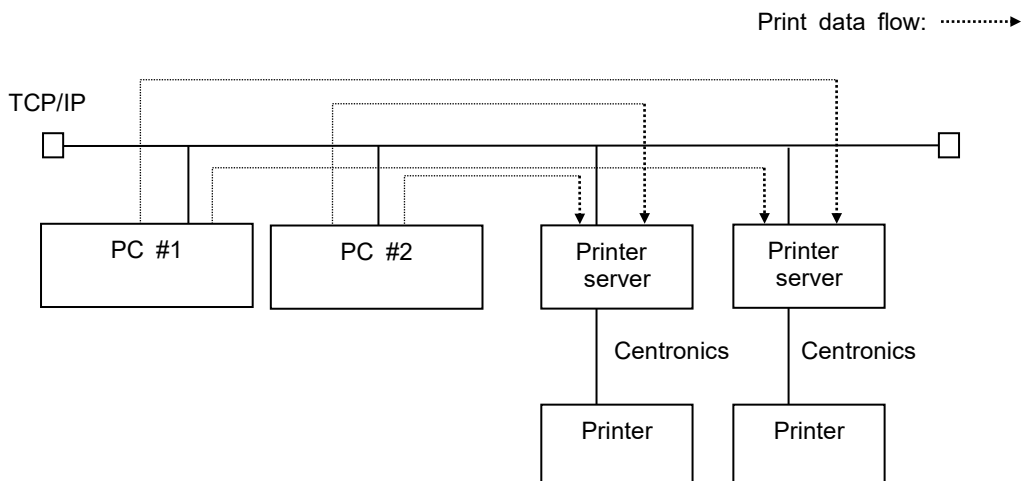 Print data flow:
TCP/IP
PC #1
PC #2
Printer
server
Printer
server
Centronics
Centronics
Printer
Printer